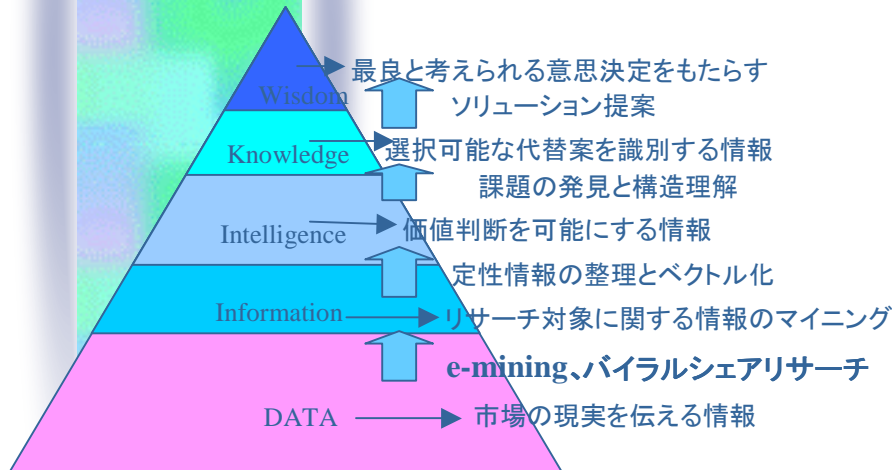 最良と考えられる意思決定をもたらす
Wisdom
ソリューション提案
Knowledge
選択可能な代替案を識別する情報
課題の発見と構造理解
Intelligence
価値判断を可能にする情報
定性情報の整理とベクトル化
Information
リサーチ対象に関する情報のマイニング
e-mining、バイラルシェアリサーチ
DATA
市場の現実を伝える情報